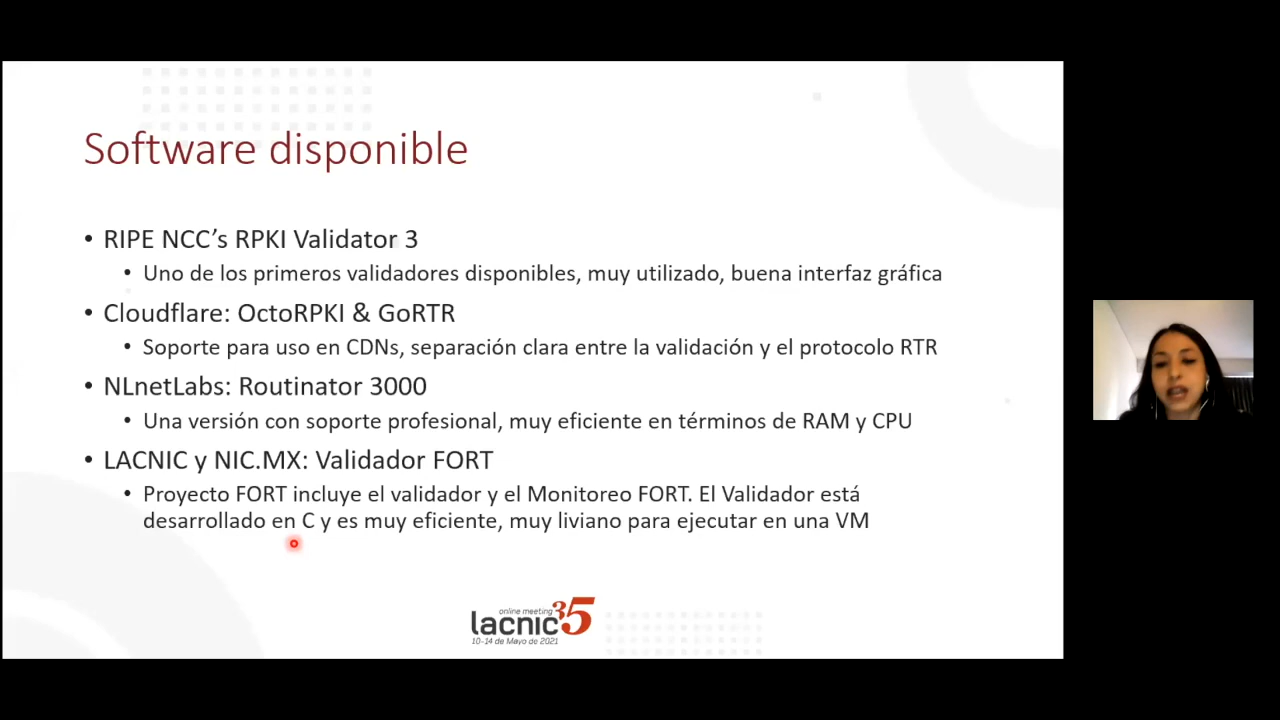 Software disponible
• RIPE NCC’s RPKI Validator 3
• Uno de los primeros validadores disponibles, muy utilizado, buena interfaz gráfica
• Cloudflare: OctoRPKI & GoRTR
• Soporte para uso en CDNs, separación clara entre la validación y el protocolo RTR
• NLnetLabs: Routinator 3000
• Una versión con soporte profesional, muy eficiente en términos de RAM y CPU
• LACNIC y NIC.MX: Validador FORT
• Proyecto FORT incluye el validador y el Monitoreo FORT. El Validador está
desarrollado en C y es muy eficiente, muy liviano para ejecutar en una VM
online meeting
lacnic35
10-14 de Mayo de 2021